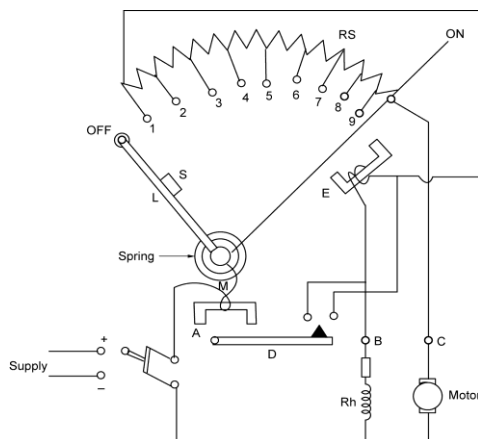 RS
ON
1 2 3 4 5 6 7 8 9
OFF
S
L
E
Spring
M
A
D
B
C
+
Supply
–
Rh
Motor